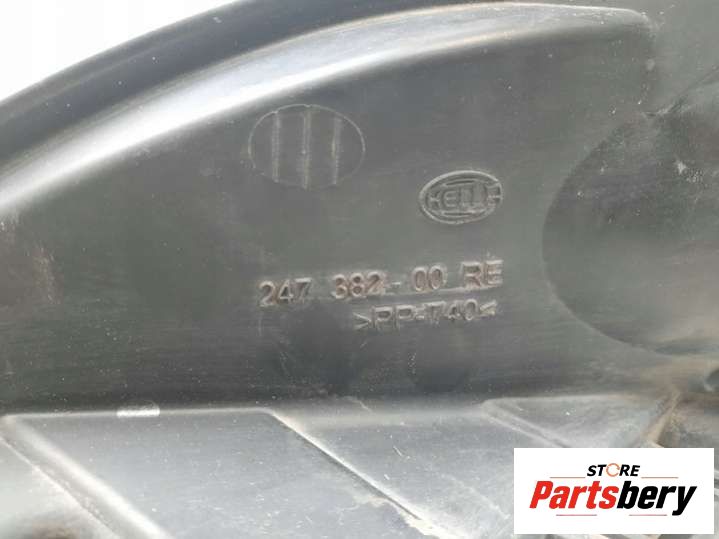 HELLA
247 382-00 RE
>PP-T40<
STORE
Partsbery